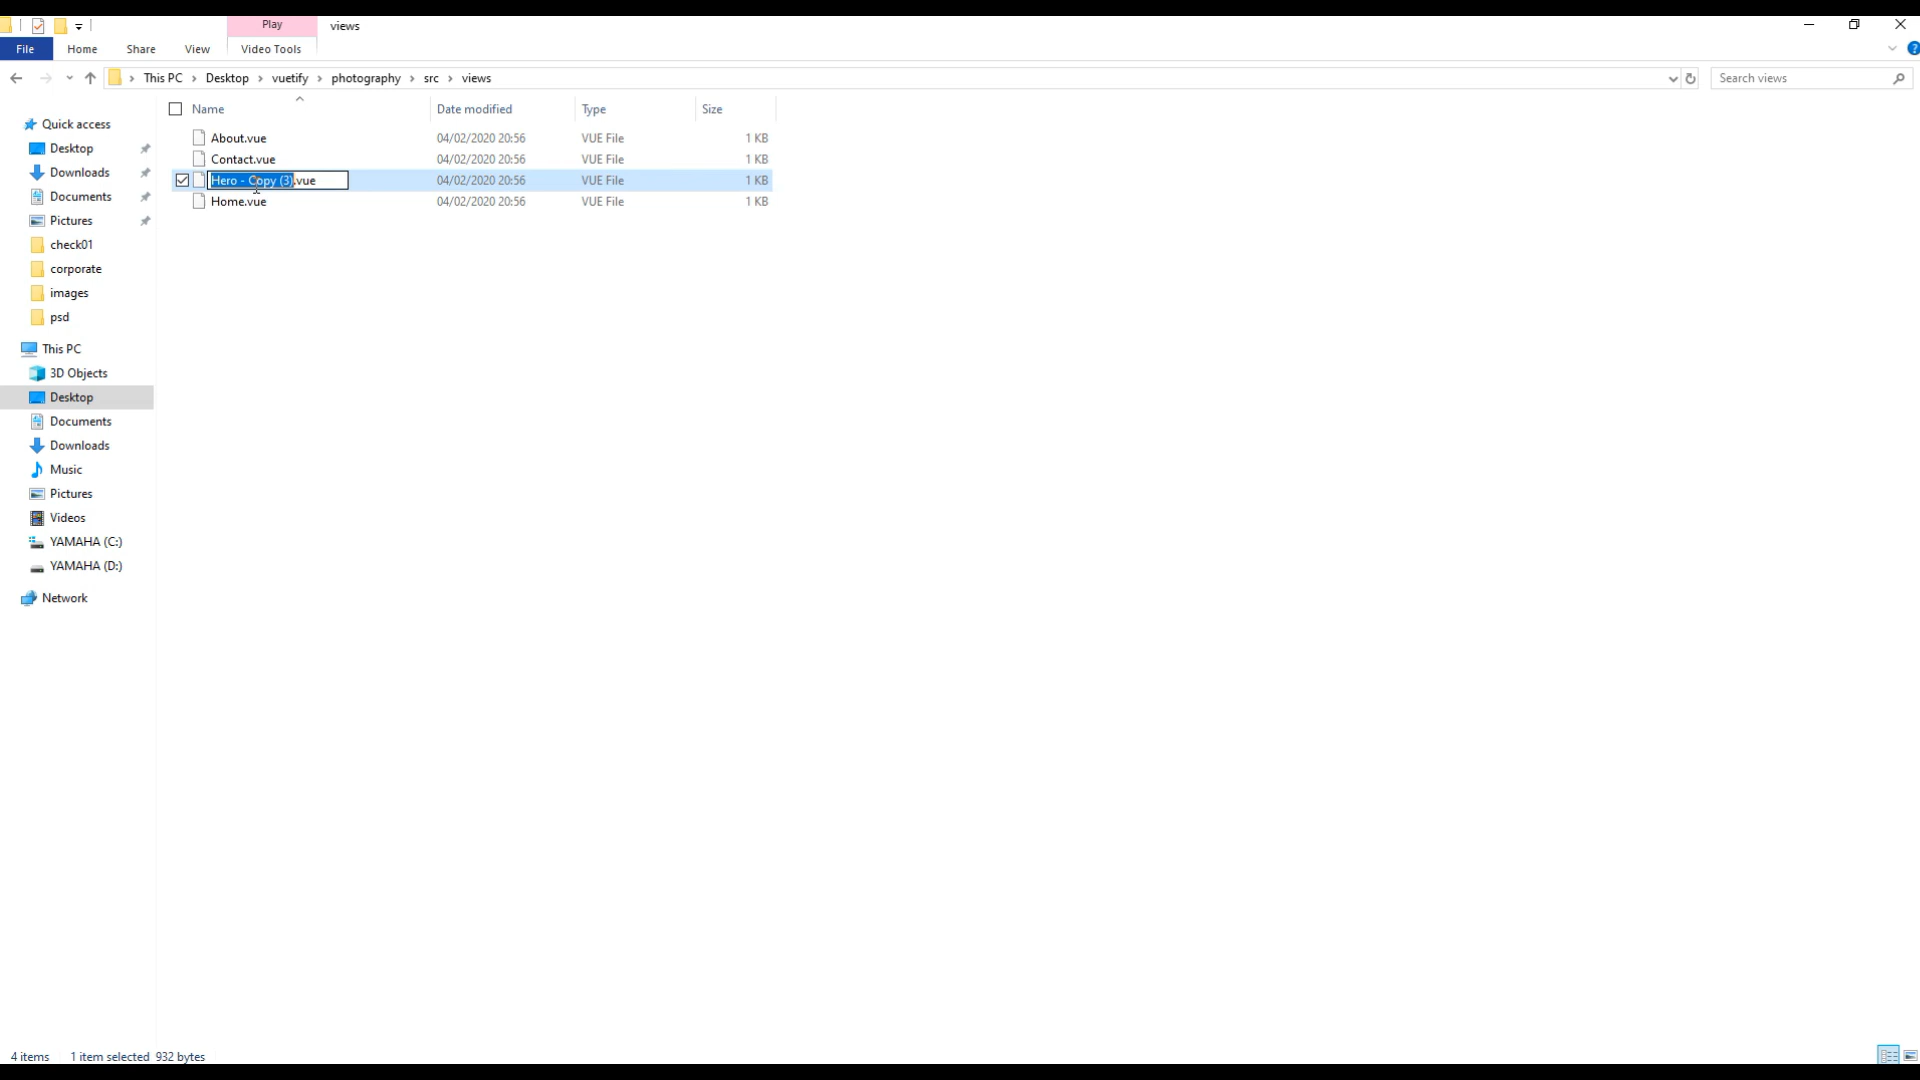 Play
views
File
Home
Share
View
Video Tools
This PC
Desktop
vuetify
photography
src
views
Search views
Name
Date modified
Type
Size
Quick access
Desktop
Downloads
Documents
Pictures
check01
corporate
images
psd
This PC
3D Objects
Desktop
Documents
Downloads
Music
Pictures
Videos
YAMAHA (C:)
YAMAHA (D:)
Network
About.vue 04/02/2020 20:56 VUE File 1 KB
Contact.vue 04/02/2020 20:56 VUE File 1 KB
Hero - Copy (3).vue 04/02/2020 20:56 VUE File 1 KB
Home.vue 04/02/2020 20:56 VUE File 1 KB
4 items 1 item selected 932 bytes